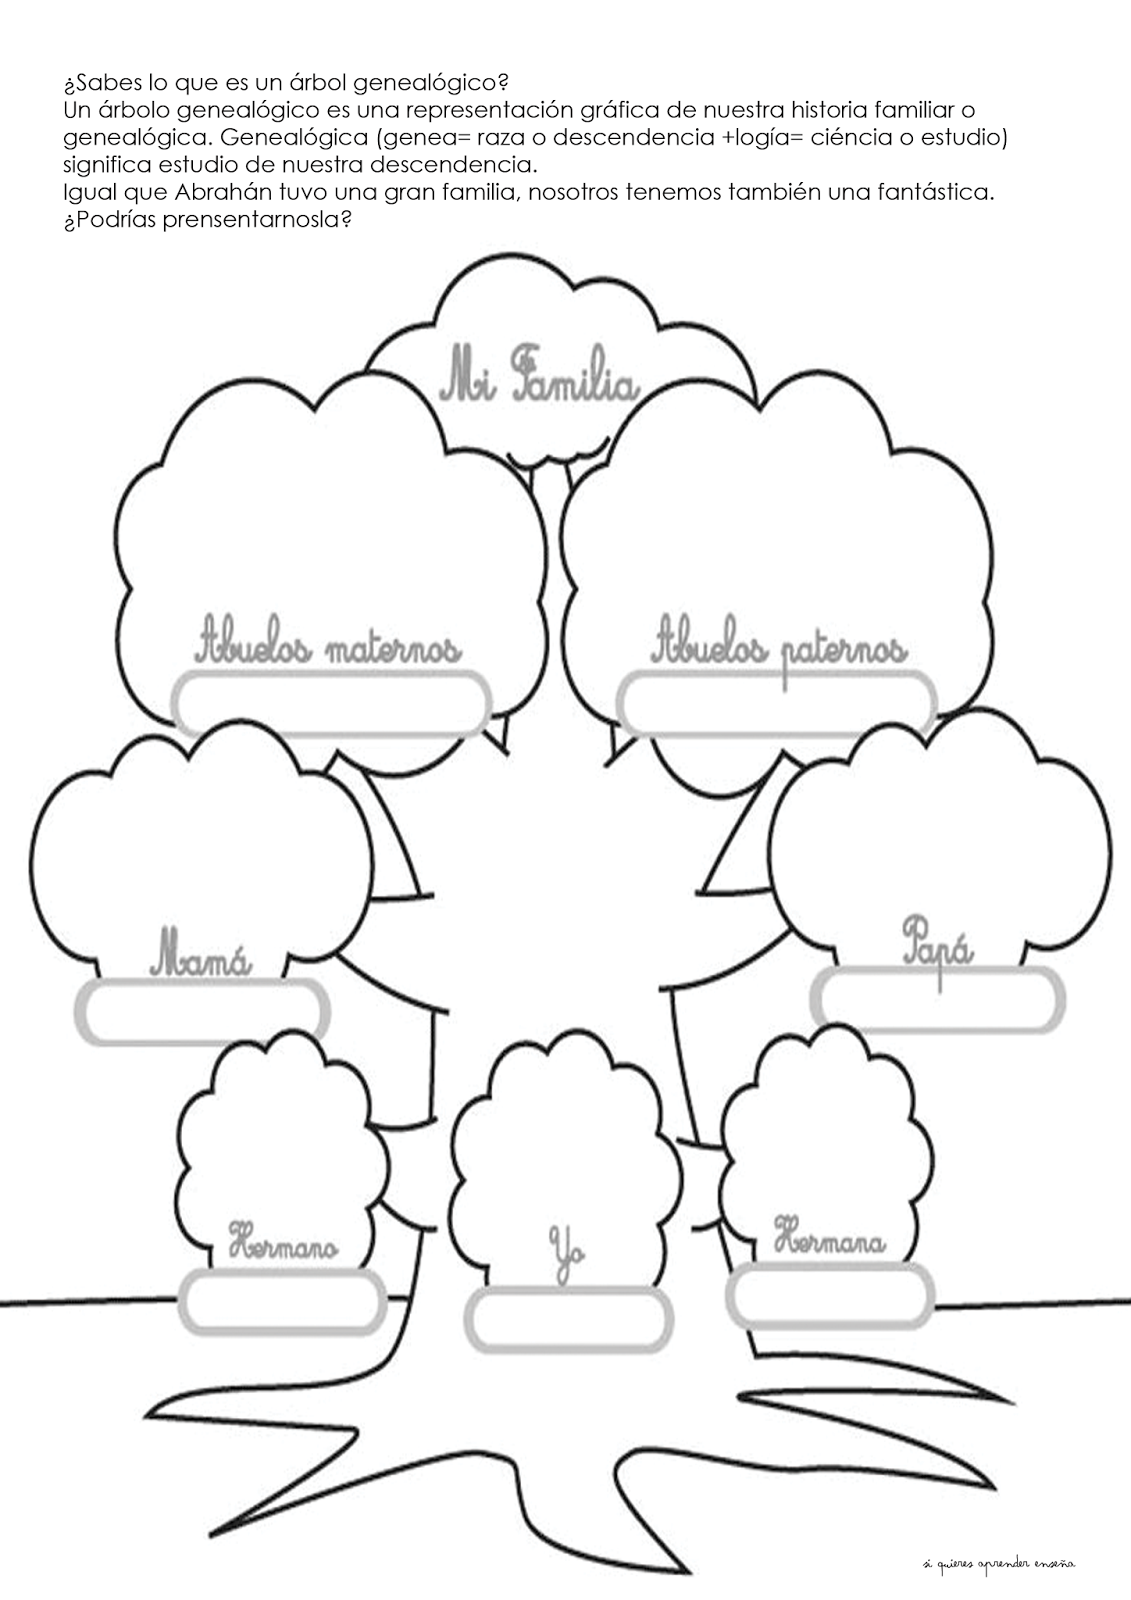 ¿Sabes lo que es un árbol genealógico?
Un árbolo genealógico es una representación gráfica de nuestra historia familiar o
genealógica. Genealógica (genea= raza o descendencia +logía= ciéncia o estudio)
significa estudio de nuestra descendencia.
Igual que Abrahán tuvo una gran familia, nosotros tenemos también una fantástica.
¿Podrías prensentarnosla?
Mi Familia
Abuelos maternos
Abuelos paternos
Mamá
Papá
Hermano
Yo
Hermana
si quieres aprender enseña